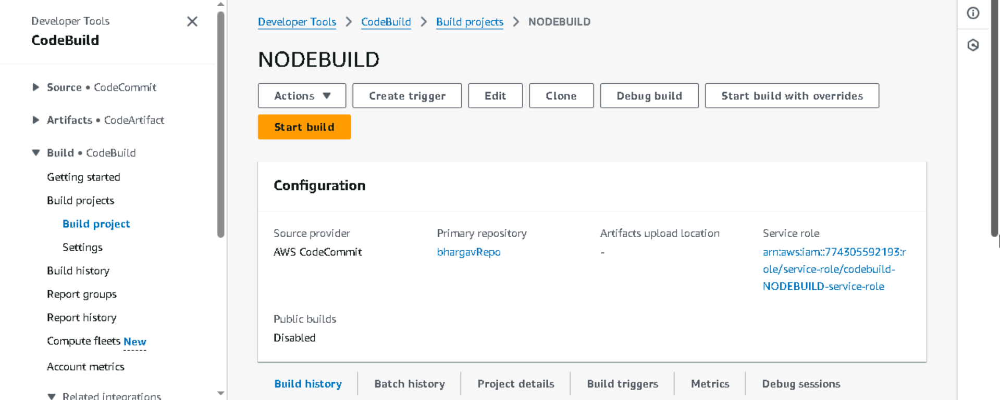 Developer Tools
CodeBuild
Source • CodeCommit
Artifacts • CodeArtifact
Build • CodeBuild
Getting started
Build projects
Build project
Settings
Build history
Report groups
Report history
Compute fleets New
Account metrics
Related integrations
Developer Tools > CodeBuild > Build projects > NODEBUILD
NODEBUILD
Actions Create trigger Edit Clone Debug build Start build with overrides
Start build
Configuration
Source provider
AWS CodeCommit
Primary repository
bhargavRepo
Artifacts upload location
-
Service role
arn:aws:iam::774305592193:r
ole/service-role/codebuild-
NODEBUILD-service-role
Public builds
Disabled
Build history Batch history Project details Build triggers Metrics Debug sessions